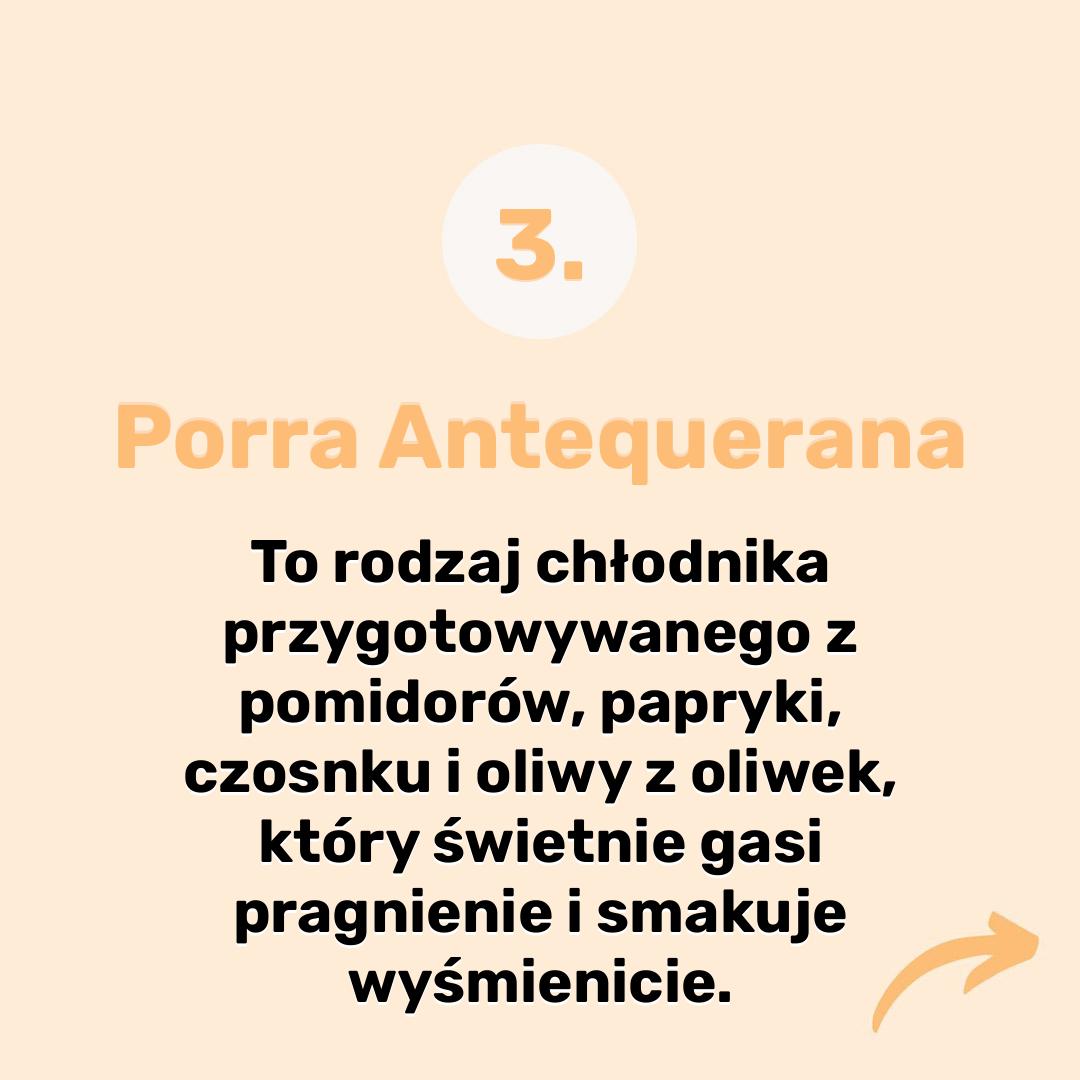 3.
Porra Antequerana
To rodzaj chłodnika
przygotowywanego z
pomidorów, papryki,
czosnku i oliwy z oliwek,
który świetnie gasi
pragnienie i smakuje
wyśmienicie.